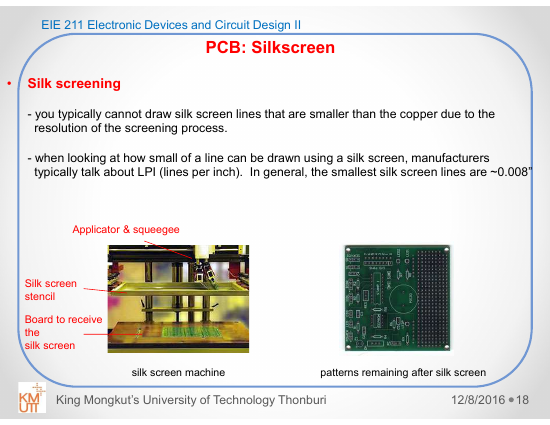 EIE 211 Electronic Devices and Circuit Design II
PCB: Silkscreen
• Silk screening
- you typically cannot draw silk screen lines that are smaller than the copper due to the
resolution of the screening process.
- when looking at how small of a line can be drawn using a silk screen, manufacturers
typically talk about LPI (lines per inch).  In general, the smallest silk screen lines are ~0.008”
Applicator & squeegee
Silk screen
stencil
Board to receive
the
silk screen
silk screen machine
patterns remaining after silk screen
KM
UTT
King Mongkut’s University of Technology Thonburi
12/8/2016 ●18